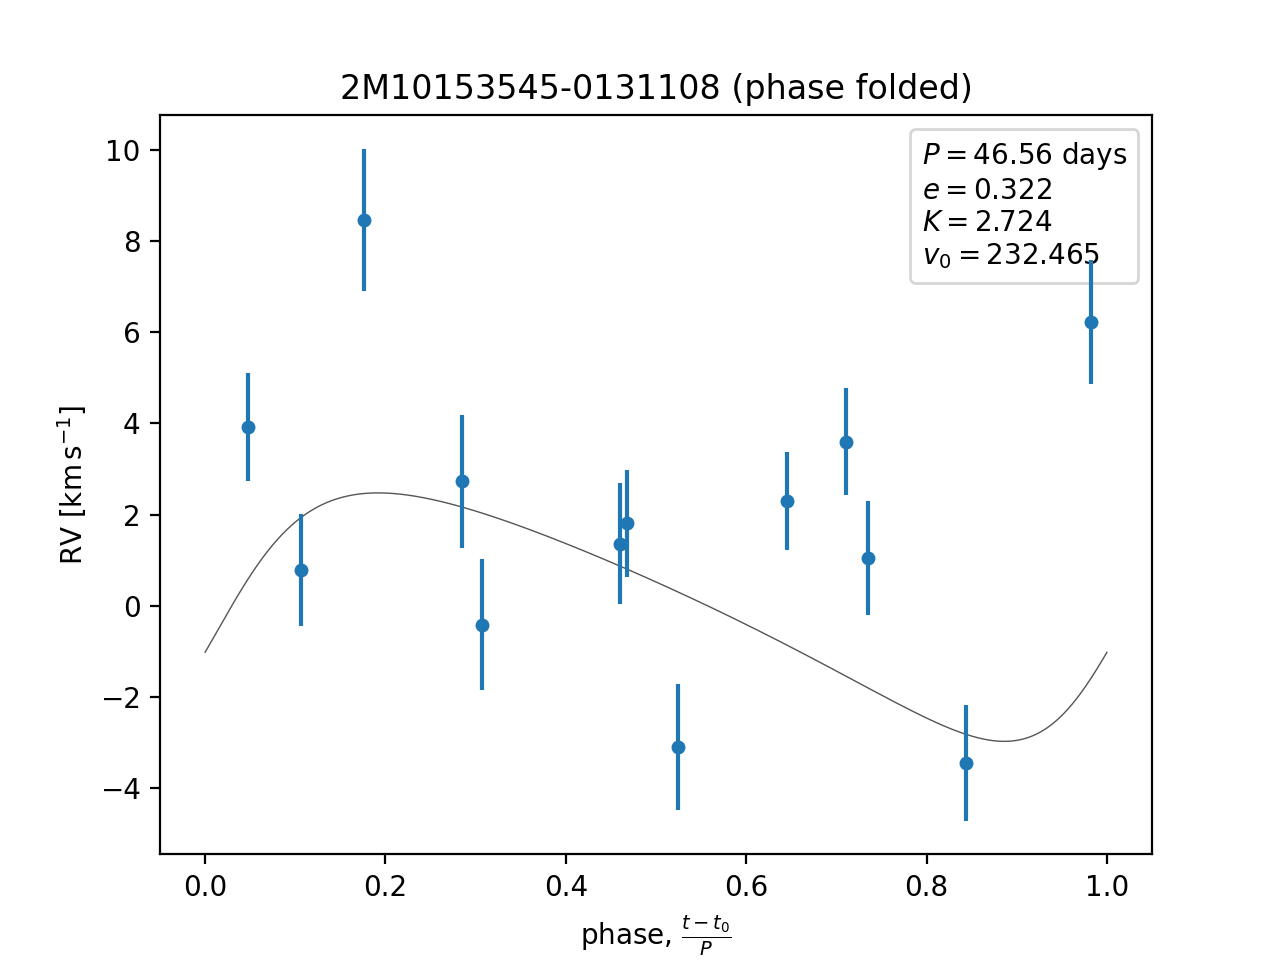 2M10153545-0131108 (phase folded)
P = 46.56 days
e = 0.322
K = 2.724
v₀ = 232.465
10
8
6
4
2
0
−2
−4
RV [km s⁻¹]
0.0 0.2 0.4 0.6 0.8 1.0
phase, (t − t₀)/P